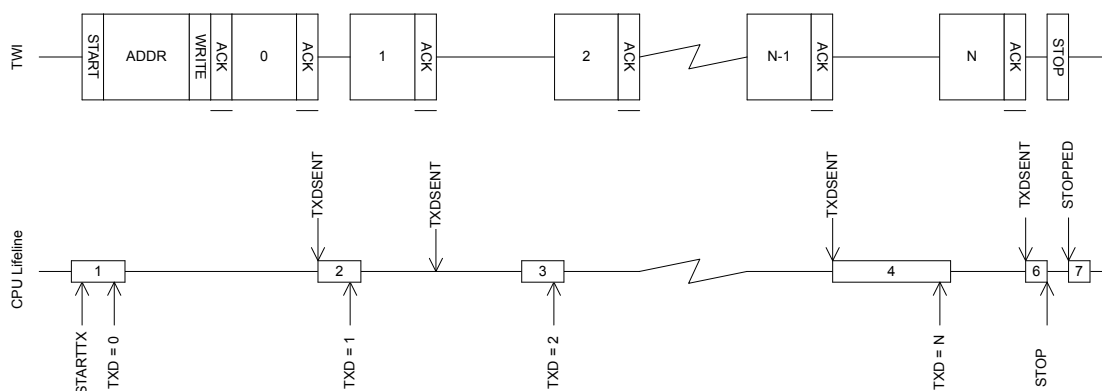 TWI
START
ADDR
WRITE
ACK
0
ACK
1
ACK
2
ACK
N-1
ACK
N
ACK
STOP
CPU Lifeline
TXDSENT
TXDSENT
TXDSENT
TXDSENT
STOPPED
1
2
3
4
6
7
STARTTX
TXD = 0
TXD = 1
TXD = 2
TXD = N
STOP